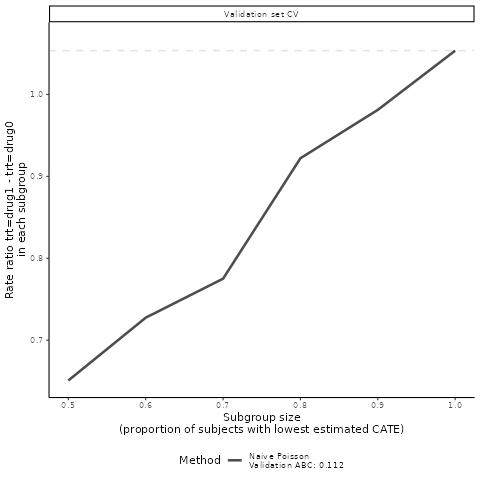 Validation set CV
Rate ratio trt=drug1 - trt=drug0
in each subgroup
1.0
0.9
0.8
0.7
0.5 0.6 0.7 0.8 0.9 1.0
Subgroup size
(proportion of subjects with lowest estimated CATE)
Method
Naive Poisson
Validation ABC: 0.112